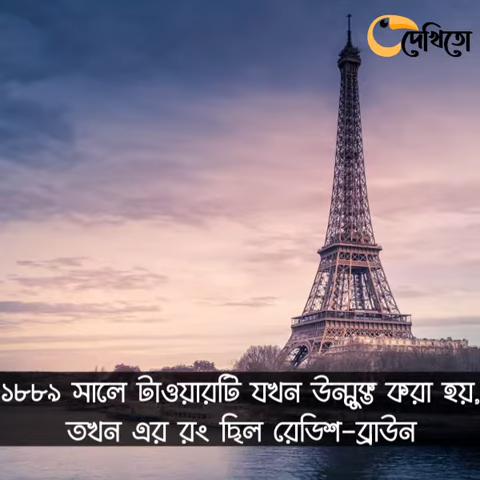 দেখিতো
১৮৮৯ সালে টাওয়ারটি যখন উন্মুক্ত করা হয়,
তখন এর রং ছিল রেডিশ-ব্রাউন